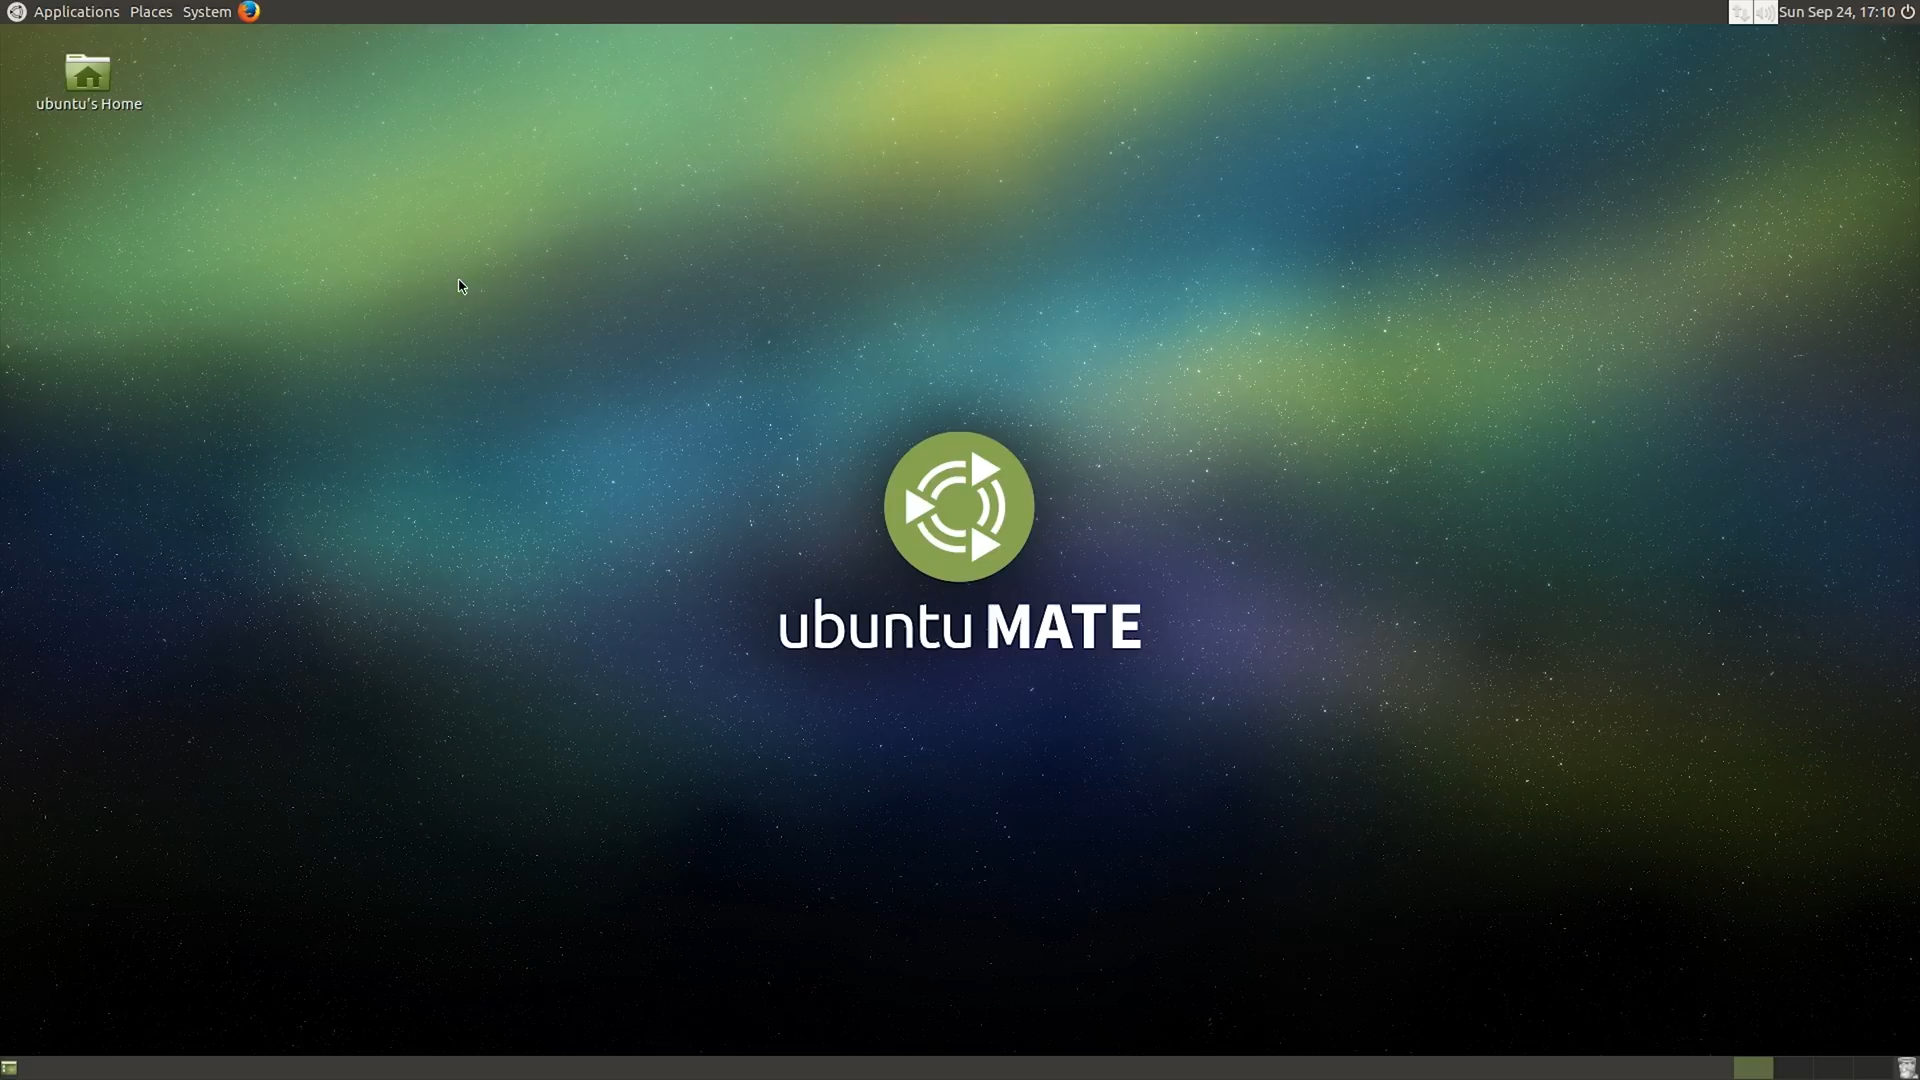 Applications Places System
Sun Sep 24, 17:10
ubuntu's Home
ubuntu MATE